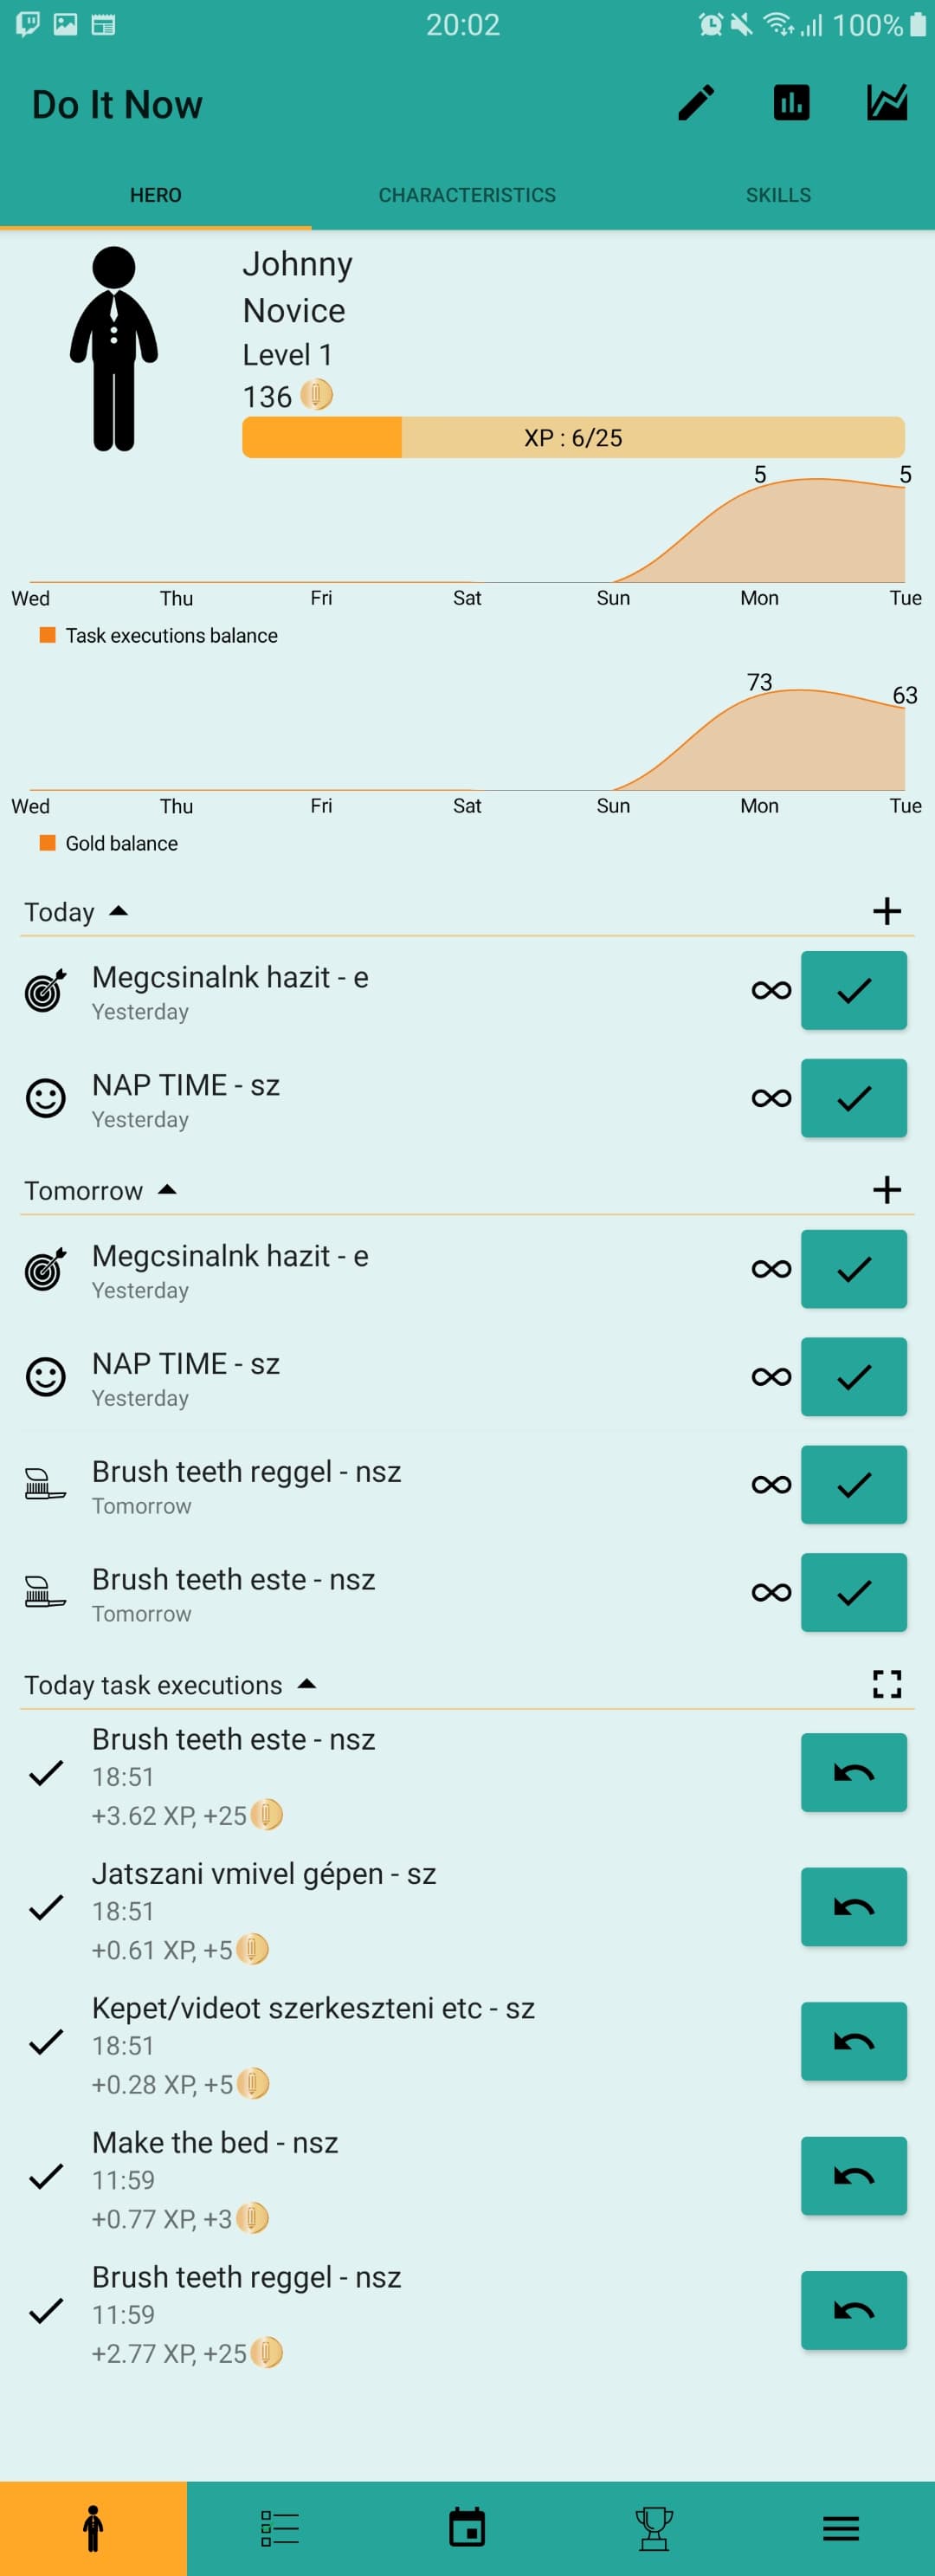 20:02
100%
Do It Now
HERO
CHARACTERISTICS
SKILLS
Johnny
Novice
Level 1
136
XP : 6/25
5
5
Wed
Thu
Fri
Sat
Sun
Mon
Tue
Task executions balance
73
63
Wed
Thu
Fri
Sat
Sun
Mon
Tue
Gold balance
Today
Megcsinalnk hazit - e
Yesterday
NAP TIME - sz
Yesterday
Tomorrow
Megcsinalnk hazit - e
Yesterday
NAP TIME - sz
Yesterday
Brush teeth reggel - nsz
Tomorrow
Brush teeth este - nsz
Tomorrow
Today task executions
Brush teeth este - nsz
18:51
+3.62 XP, +25
Jatszani vmivel gépen - sz
18:51
+0.61 XP, +5
Kepet/videot szerkeszteni etc - sz
18:51
+0.28 XP, +5
Make the bed - nsz
11:59
+0.77 XP, +3
Brush teeth reggel - nsz
11:59
+2.77 XP, +25